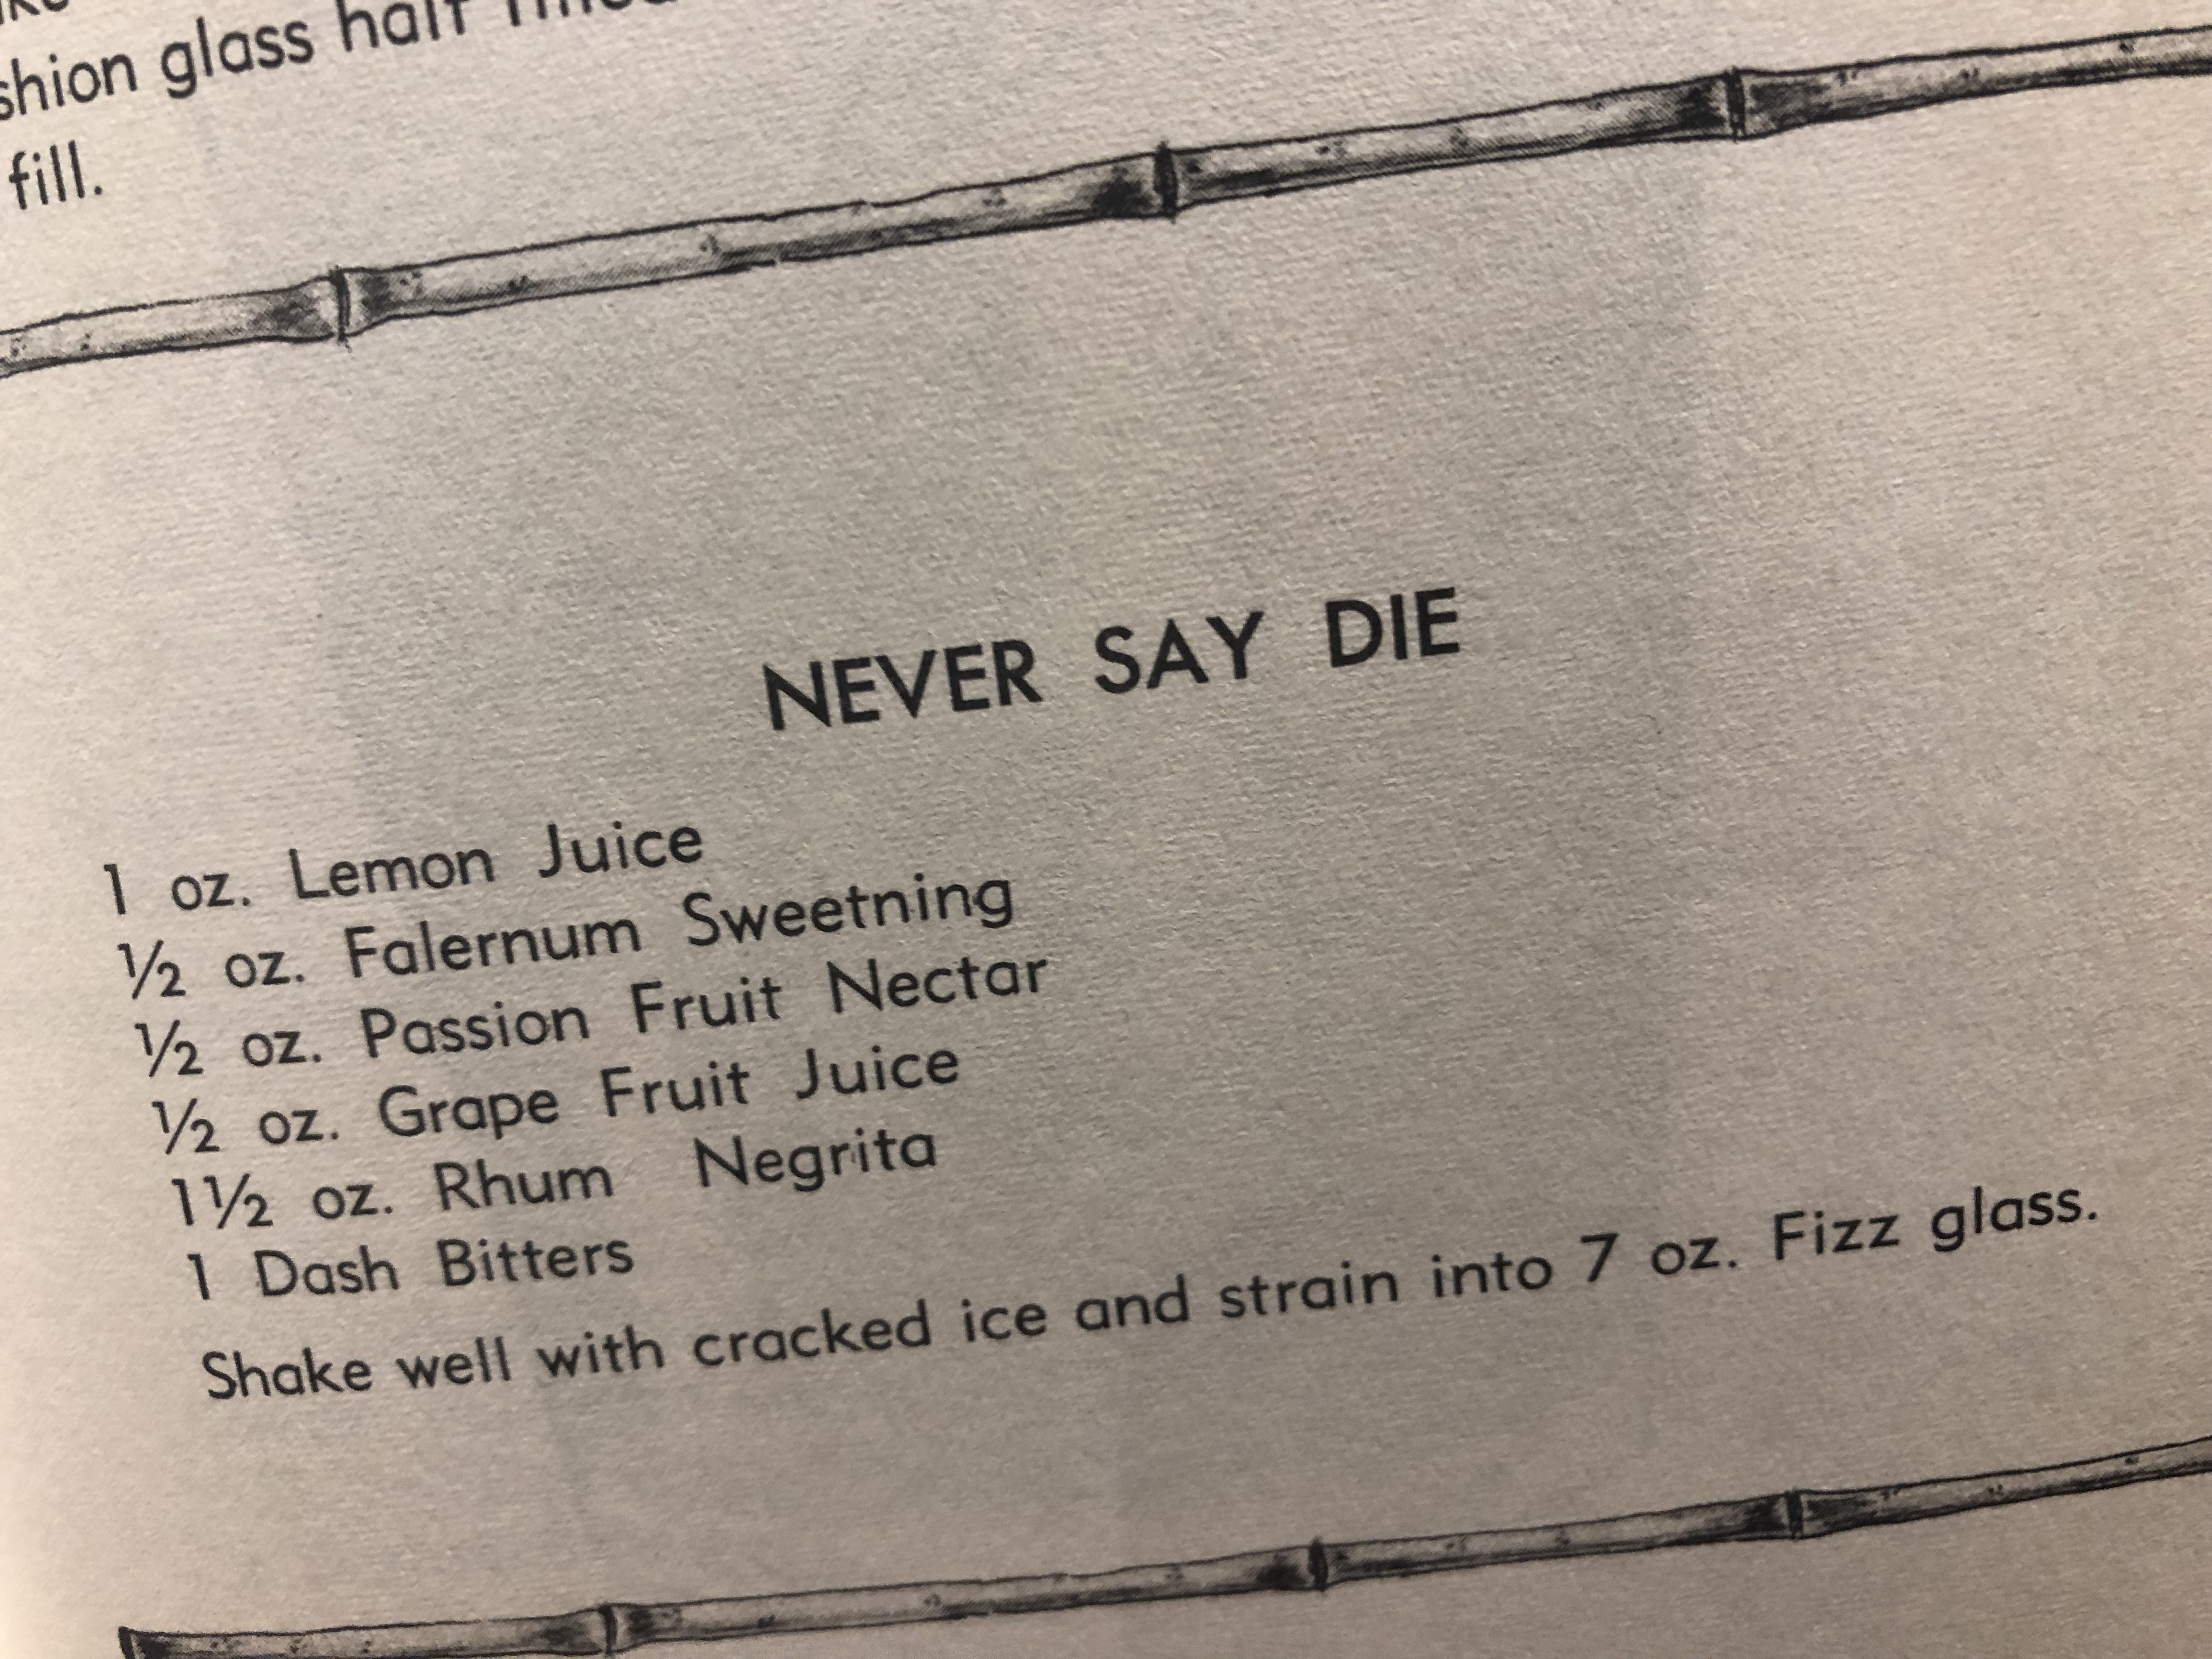 glass half
fill.
NEVER SAY DIE
1 oz. Lemon Juice
½ oz. Falernum Sweetning
½ oz. Passion Fruit Nectar
½ oz. Grape Fruit Juice
1½ oz. Rhum Negrita
1 Dash Bitters
Shake well with cracked ice and strain into 7 oz. Fizz glass.